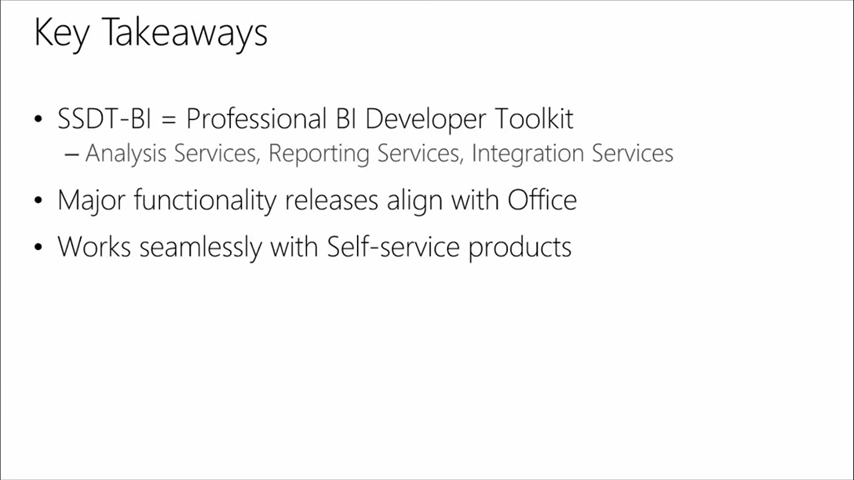 Key Takeaways
• SSDT-BI = Professional BI Developer Toolkit
– Analysis Services, Reporting Services, Integration Services
• Major functionality releases align with Office
• Works seamlessly with Self-service products